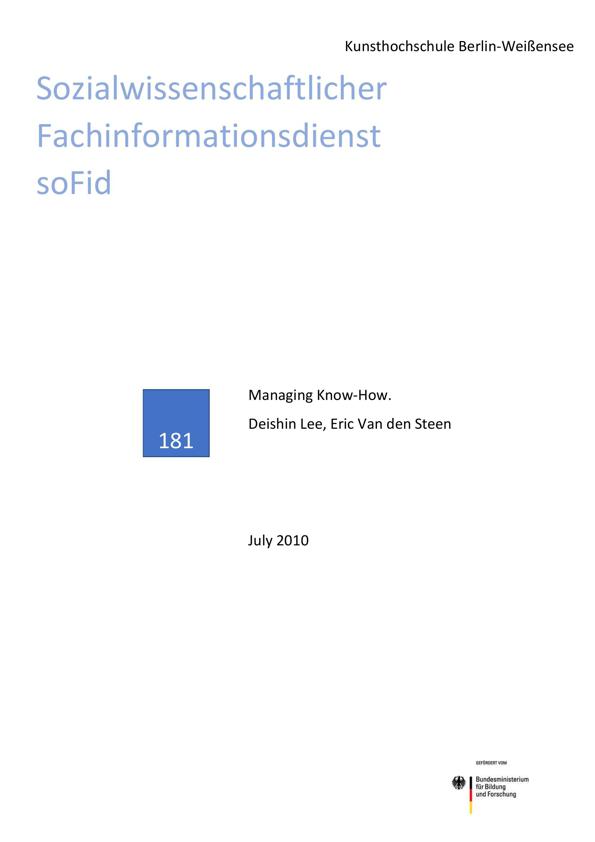 Kunsthochschule Berlin-Weißensee
Sozialwissenschaftlicher
Fachinformationsdienst
soFid
181
Managing Know-How.
Deishin Lee, Eric Van den Steen
July 2010
GEFÖRDERT VOM
Bundesministerium
für Bildung
und Forschung